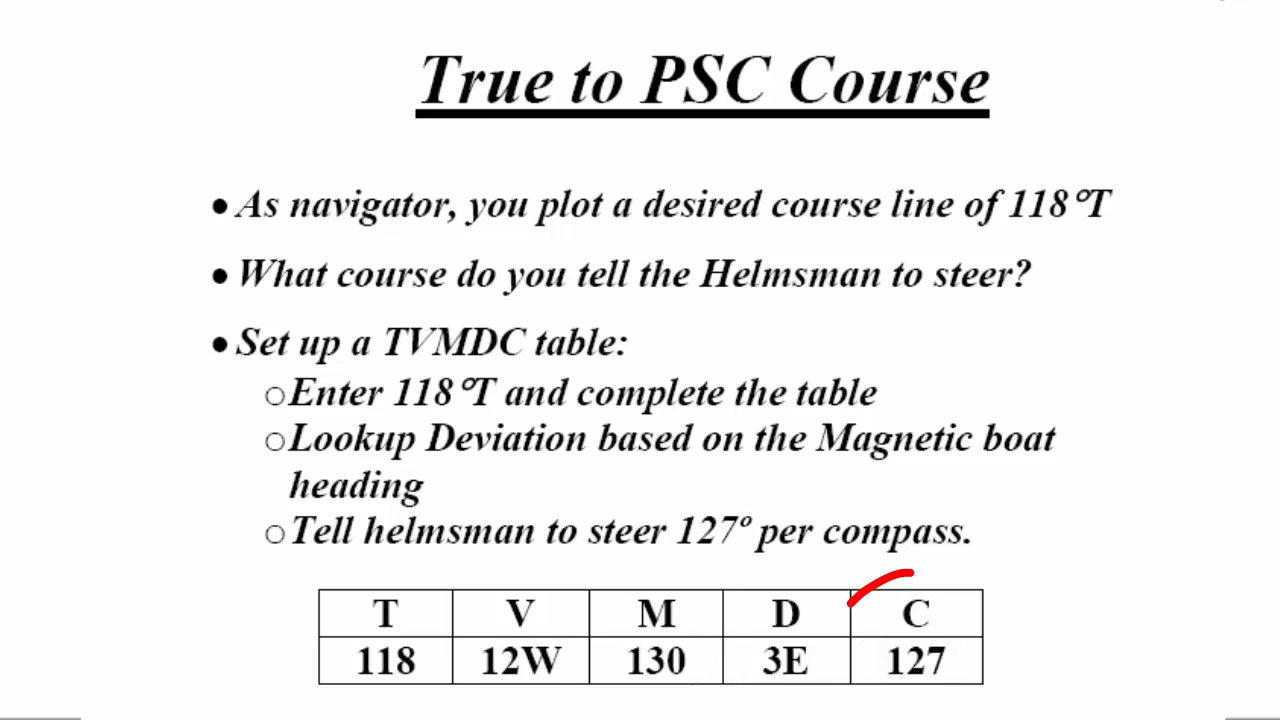 True to PSC Course
• As navigator, you plot a desired course line of 118°T
• What course do you tell the Helmsman to steer?
• Set up a TVMDC table:
○Enter 118°T and complete the table
○Lookup Deviation based on the Magnetic boat
heading
○Tell helmsman to steer 127º per compass.
T V M D C
118 12W 130 3E 127